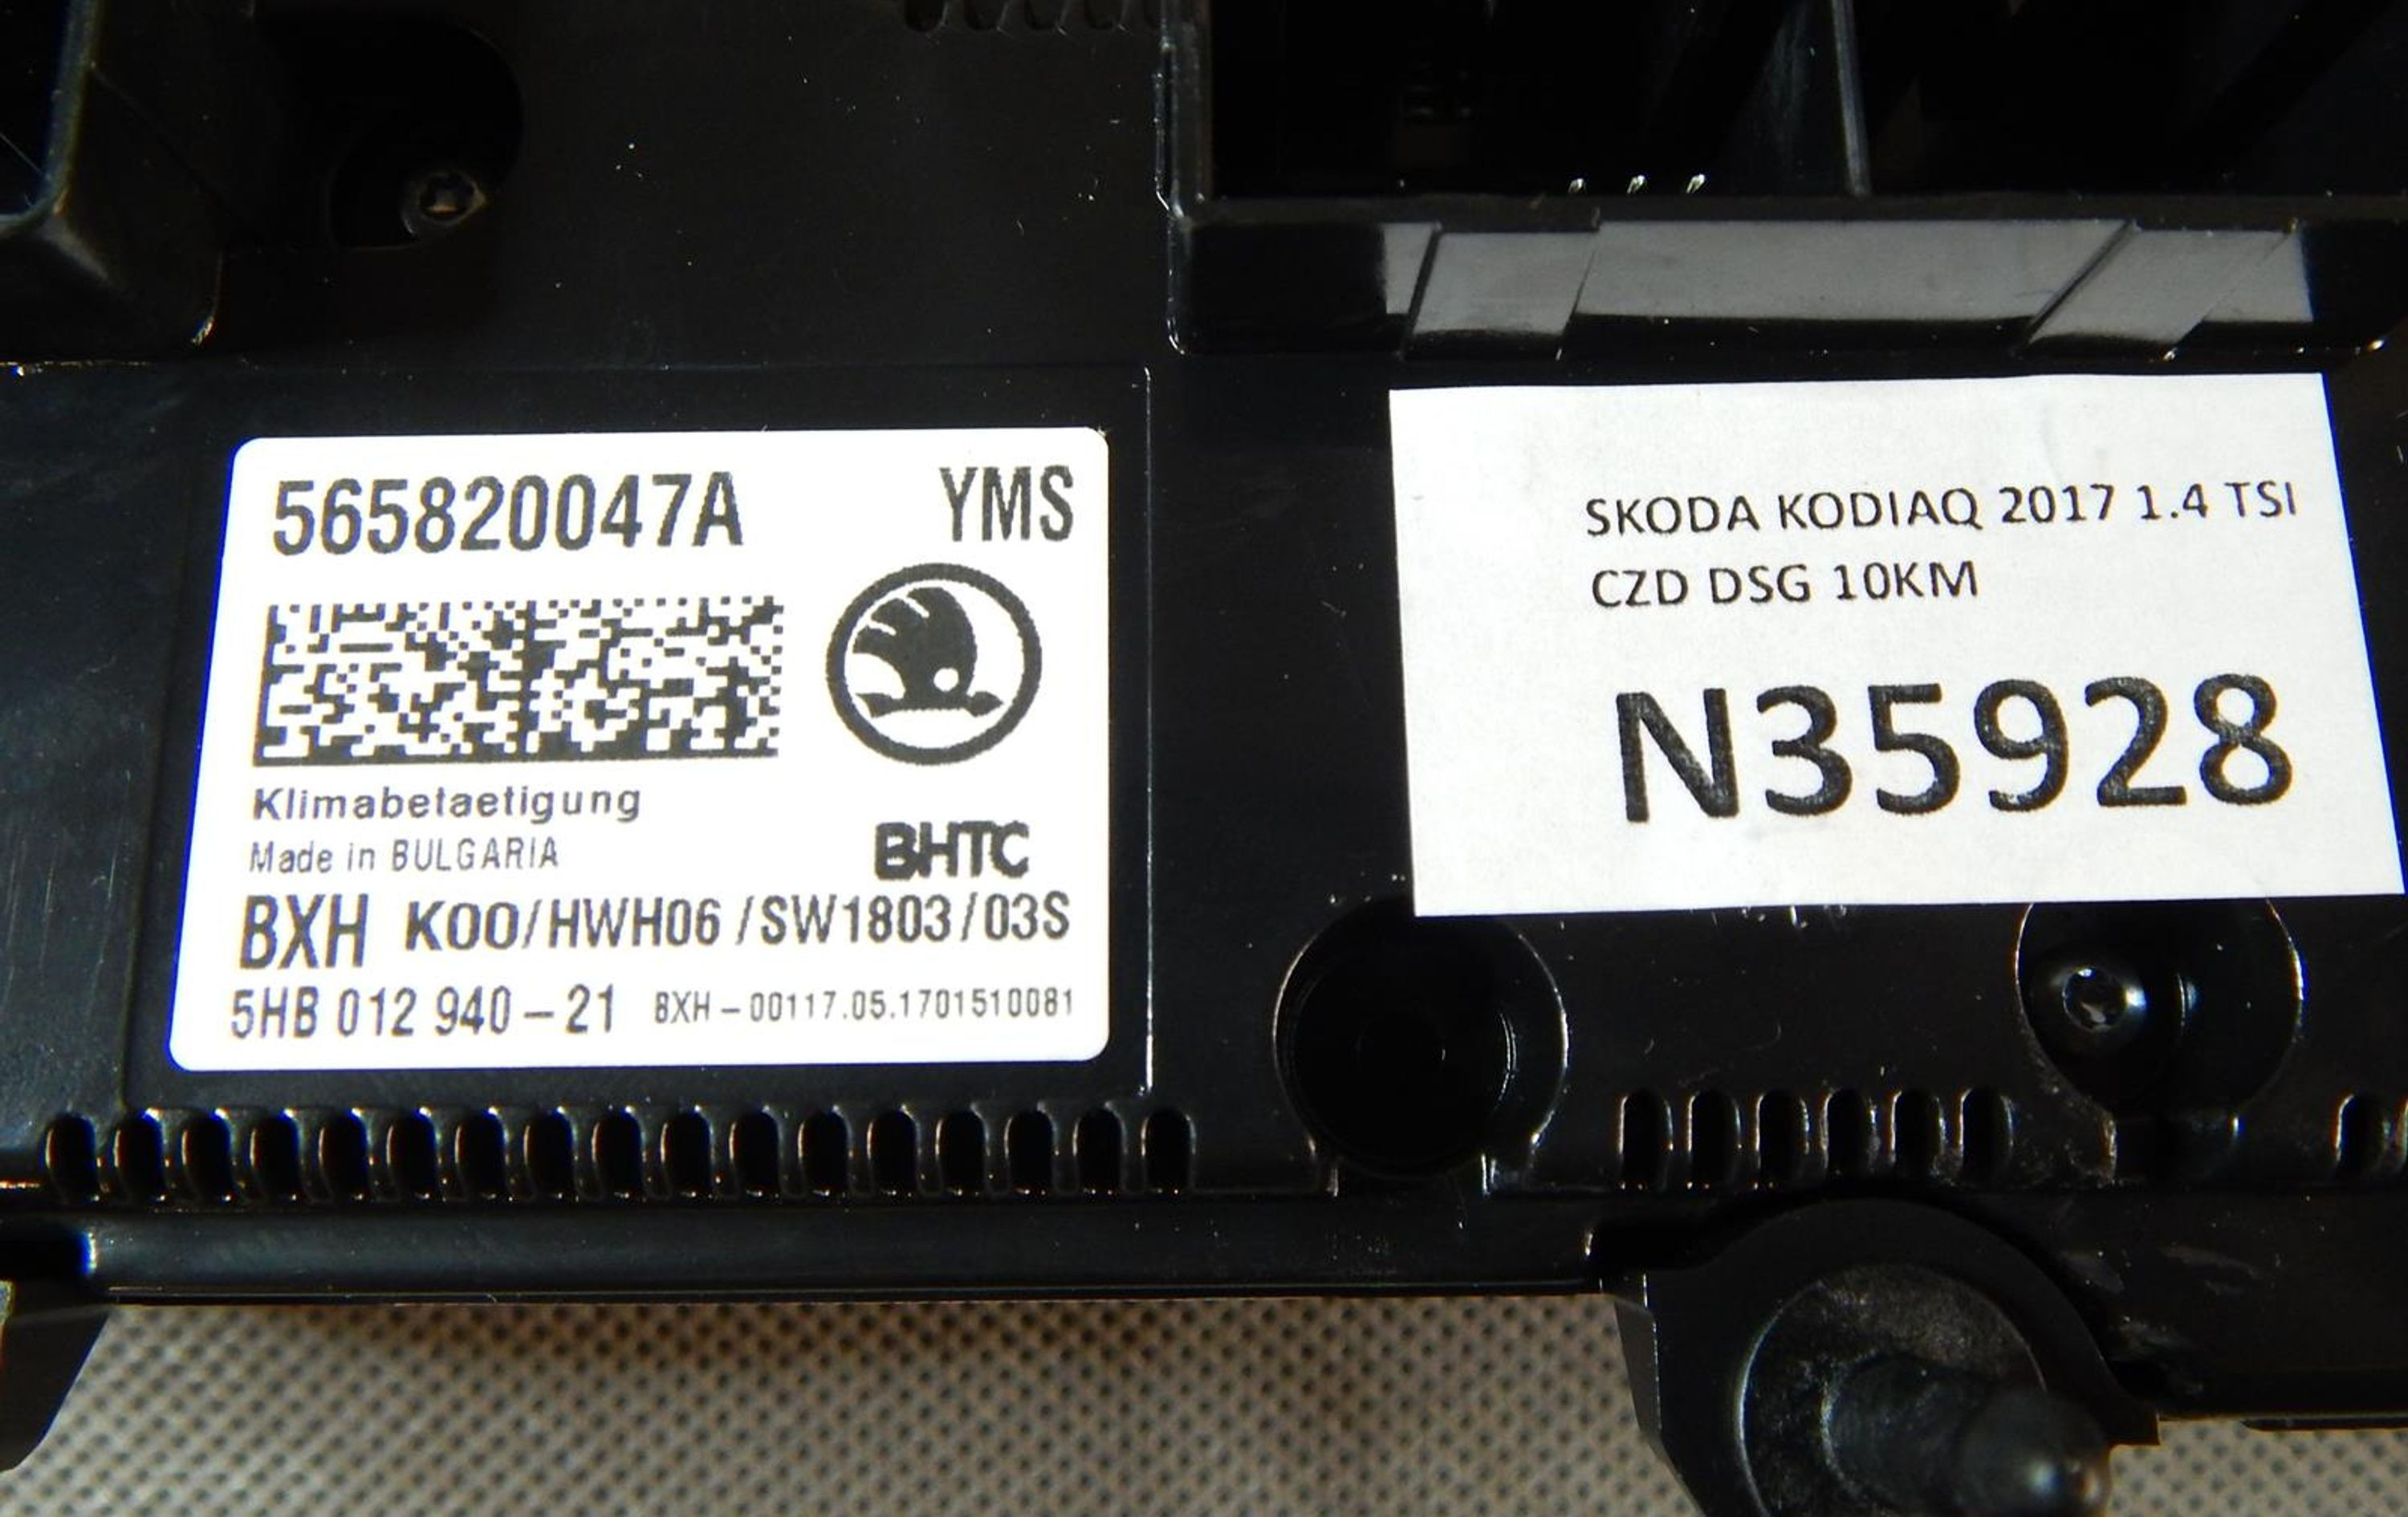 565820047A YMS
Klimabetaetigung
Made in BULGARIA
BHTC
BXH K00/HWH06 /SW1803/03S
5HB 012 940-21 BXH-00117.05.1701510081
SKODA KODIAQ 2017 1.4 TSI
CZD DSG 10KM
N35928